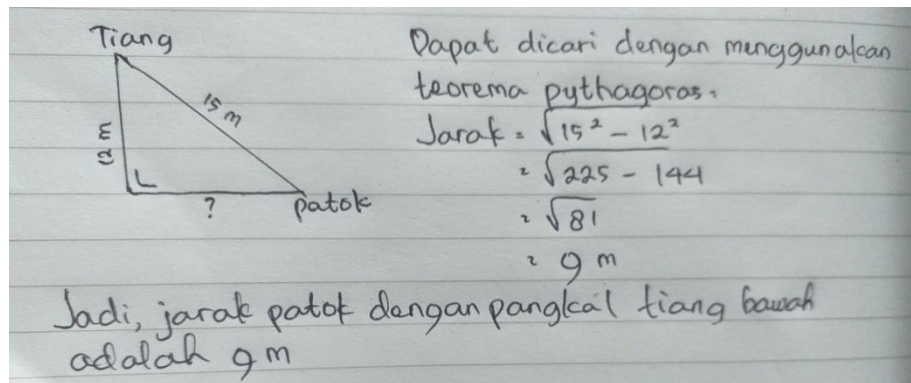 Tiang
15 m
12 m
?
patok
Dapat dicari dengan menggunakan
teorema pythagoras.
Jarak = √15² - 12²
= √225 - 144
= √81
= 9 m
Jadi, jarak patok dengan pangkal tiang bawah
adalah 9 m